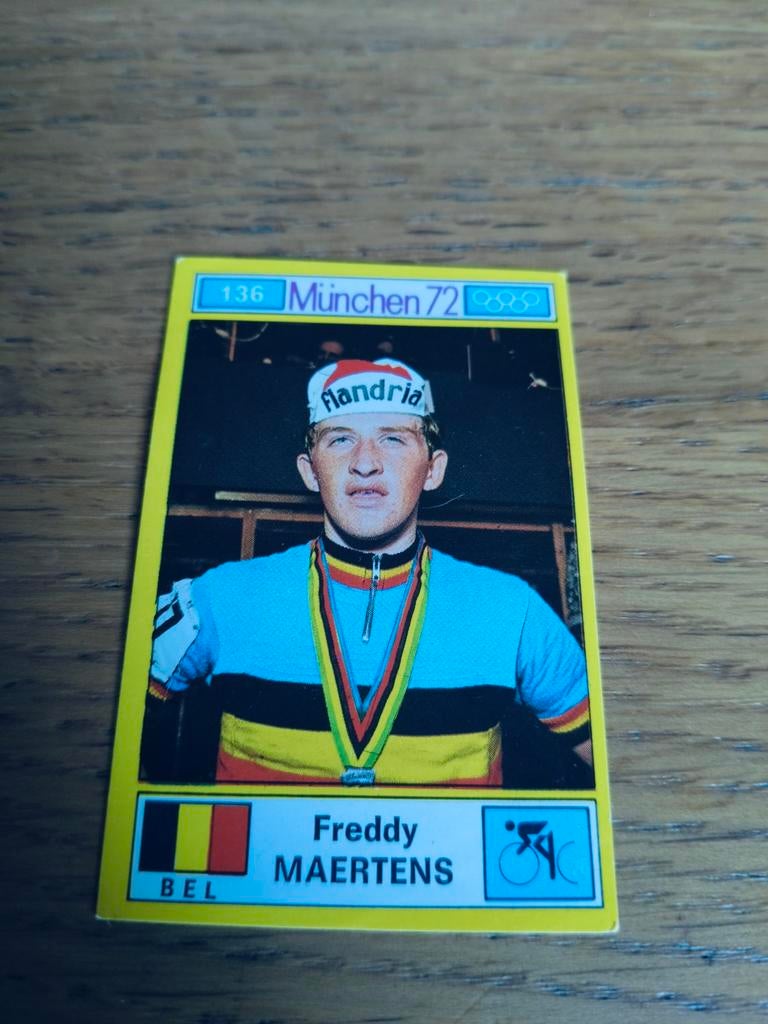 136 München 72
flandria
Freddy
MAERTENS
BEL